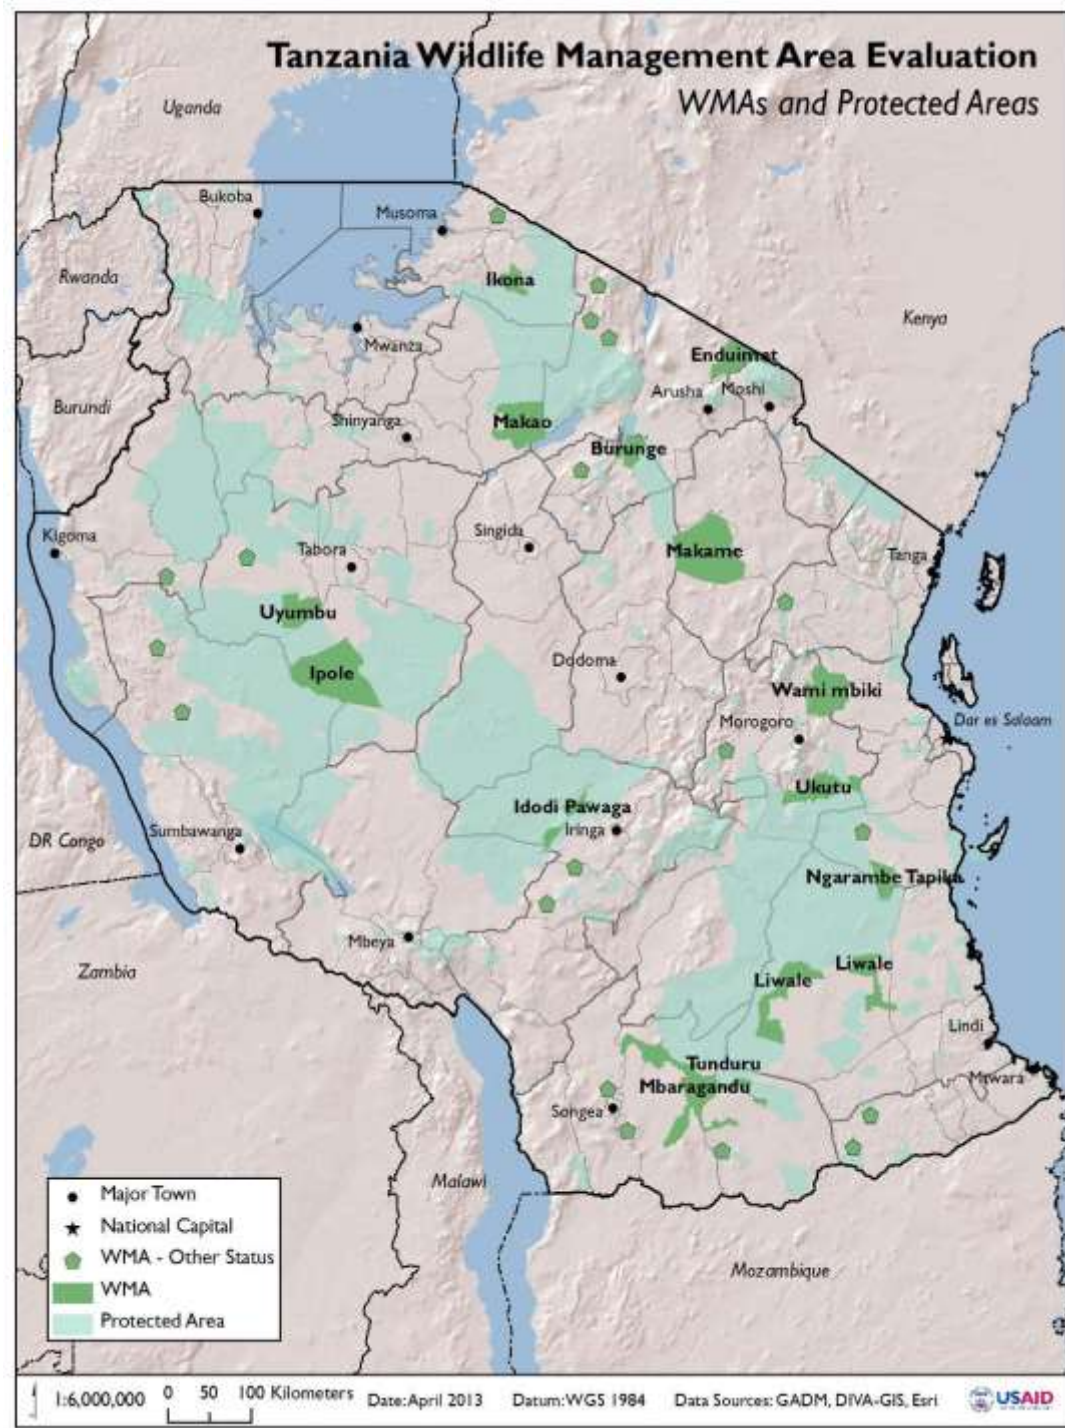 Tanzania Wildlife Management Area Evaluation
WMAs and Protected Areas
Uganda
Bukoba
Musoma
Rwanda
Ikona
Kenya
Mwanza
Enduimet
Burundi
Arusha
Moshi
Shinyanga
Makao
Burunge
Kigoma
Singida
Tabora
Makame
Tanga
Uyumbu
Ipole
Dodoma
Wami mbiki
Morogoro
Dar es Salaam
Ukutu
Idodi Pawaga
Iringa
Sumbawanga
DR Congo
Ngarambe Tapika
Mbeya
Zambia
Liwale
Liwale
Lindi
Tunduru
Mtwara
Mbaragandu
Songea
Malawi
Mozambique
Major Town
National Capital
WMA - Other Status
WMA
Protected Area
1:6,000,000 0 50 100 Kilometers Date:April 2013 Datum:WGS 1984 Data Sources: GADM, DIVA-GIS, Esri USAID